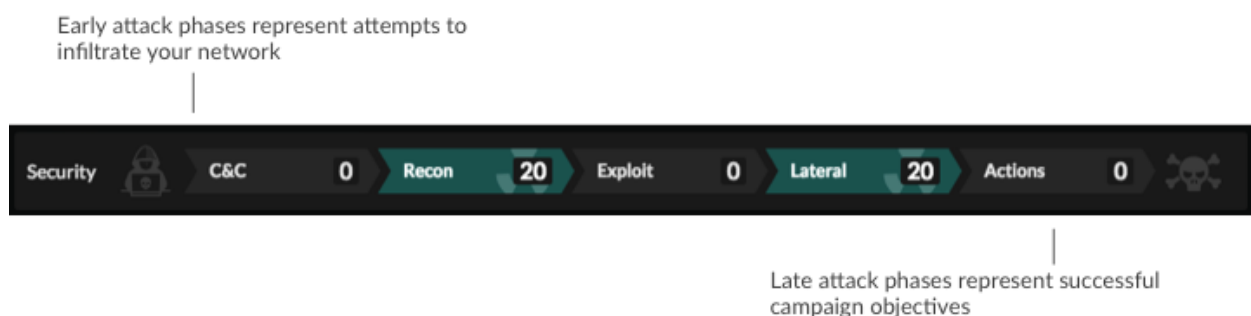 Early attack phases represent attempts to
infiltrate your network
Security C&C 0 Recon 20 Exploit 0 Lateral 20 Actions 0
Late attack phases represent successful
campaign objectives